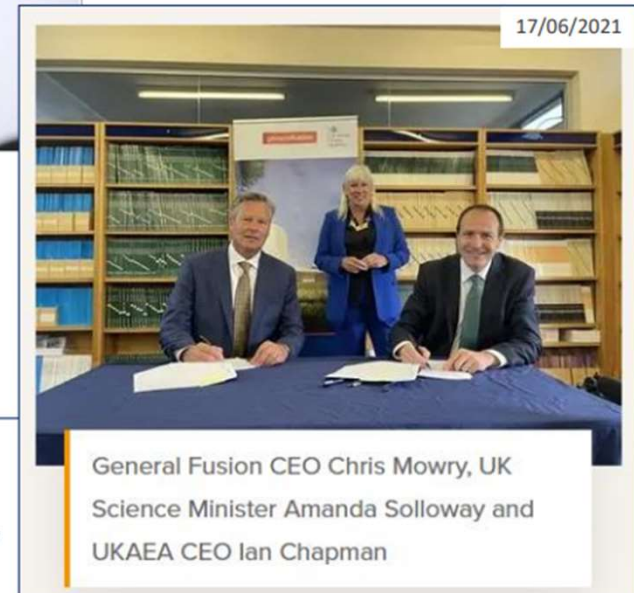 17/06/2021
General Fusion CEO Chris Mowry, UK
Science Minister Amanda Solloway and
UKAEA CEO Ian Chapman